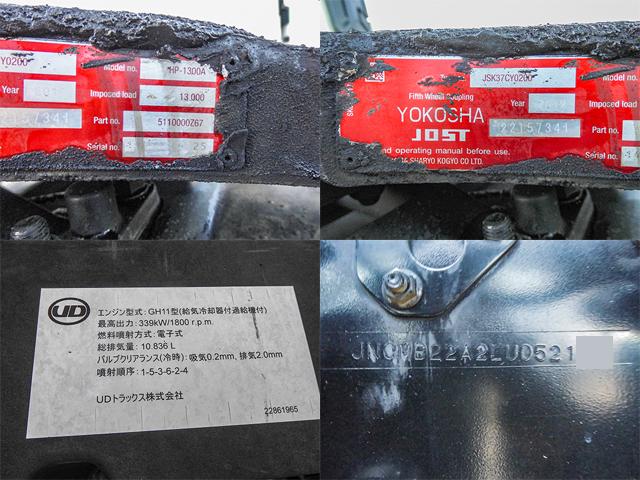 CY0200
Model no. HP-1300A
Year
Imposed load 13.000
22157341
Part no. 5110000Z67
Serial no. 25
JSK37CY0200
Fifth Wheel Coupling
Year
YOKOSHA
JOST
22157341
and operating manual before use.
SHARYO KOGYO CO LTD.
Model no.
Imposed load
Part no.
Serial no.
UD
エンジン型式: GH11型(給気冷却器付過給機付)
最高出力: 339kW/1800 r.p.m.
燃料噴射方式: 電子式
総排気量: 10.836 L
バルブクリアランス(冷時): 吸気0.2mm, 排気2.0mm
噴射順序: 1-5-3-6-2-4
UDトラックス株式会社
22861965
JNCMB22A2LU0521